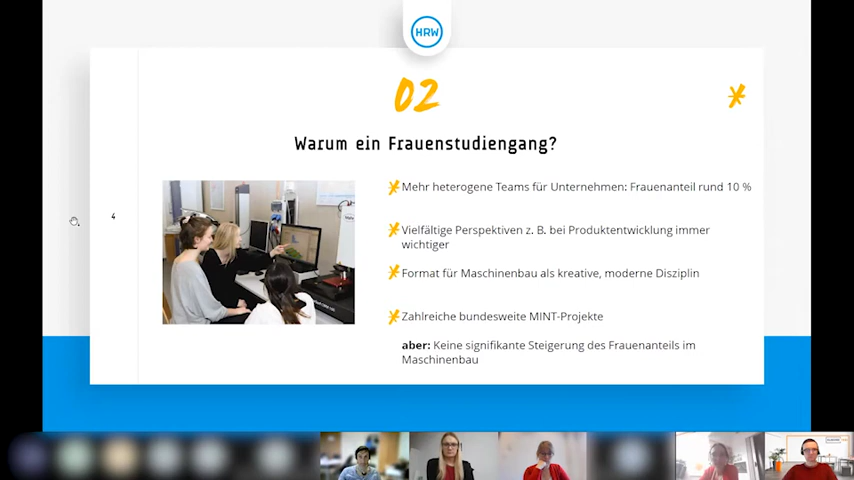 HRW
02
Warum ein Frauenstudiengang?
Mehr heterogene Teams für Unternehmen: Frauenanteil rund 10 %
4
Vielfältige Perspektiven z. B. bei Produktentwicklung immer
wichtiger
Format für Maschinenbau als kreative, moderne Disziplin
Zahlreiche bundesweite MINT-Projekte
aber: Keine signifikante Steigerung des Frauenanteils im
Maschinenbau